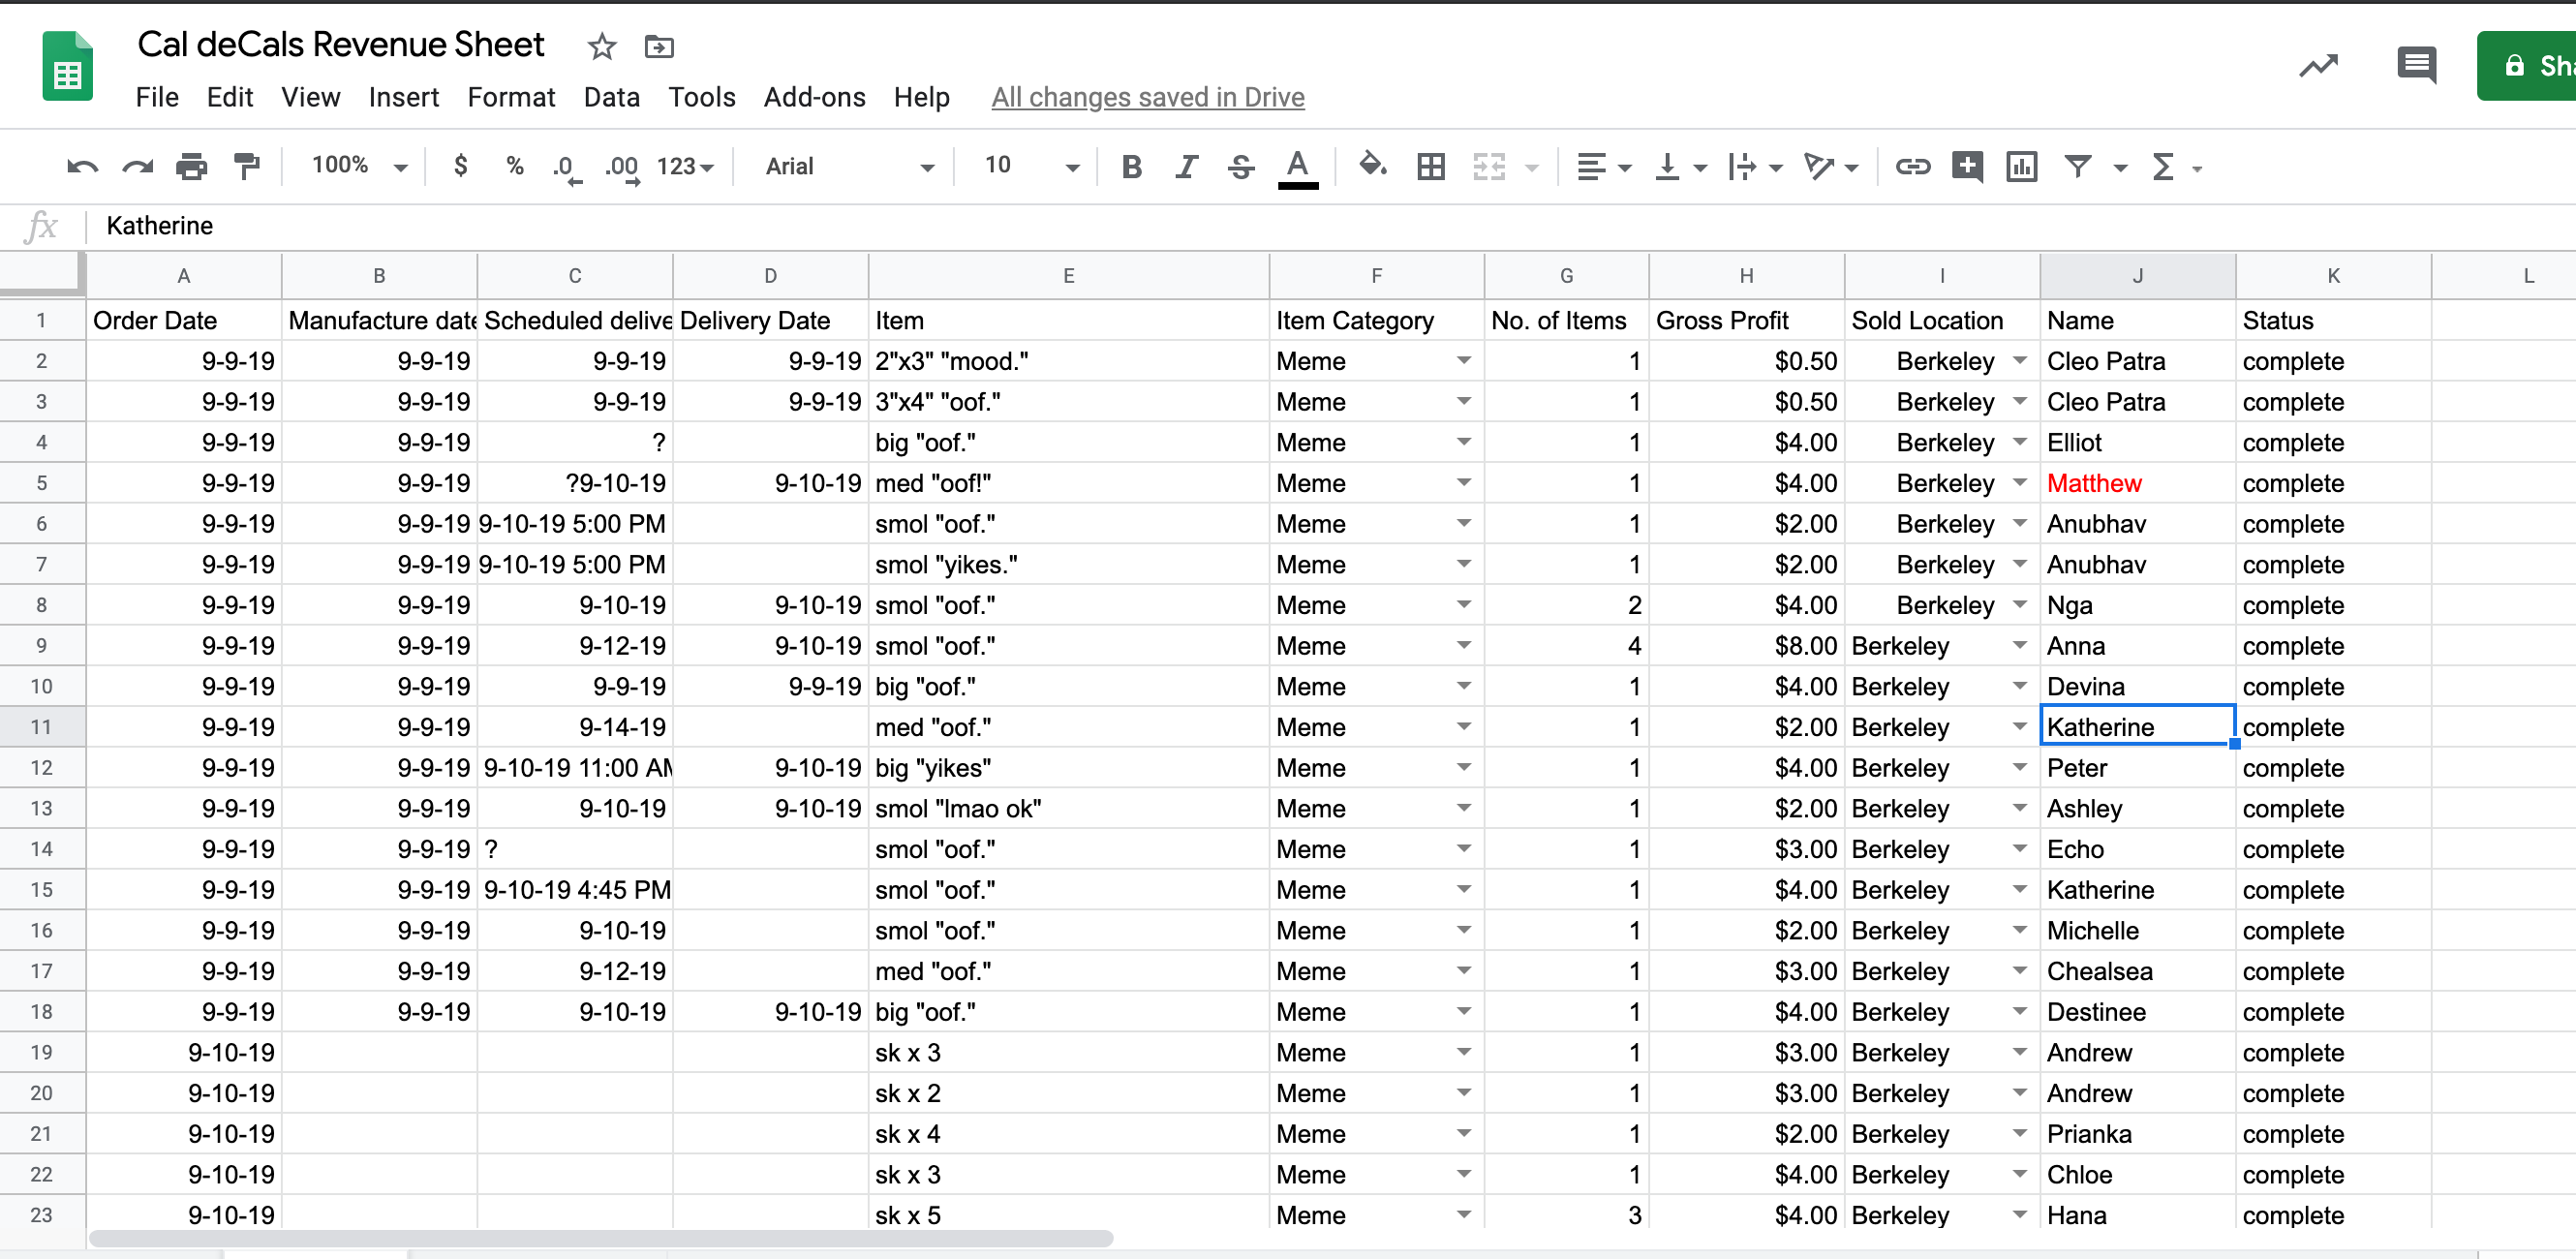 Cal deCals Revenue Sheet
File Edit View Insert Format Data Tools Add-ons Help All changes saved in Drive
100% $ % .0 .00 123 Arial 10 B I S A Σ
fx Katherine
A B C D E F G H I J K L
1 Order Date Manufacture date Scheduled delive Delivery Date Item Item Category No. of Items Gross Profit Sold Location Name Status
2 9-9-19 9-9-19 9-9-19 9-9-19 2"x3" "mood." Meme 1 $0.50 Berkeley Cleo Patra complete
3 9-9-19 9-9-19 9-9-19 9-9-19 3"x4" "oof." Meme 1 $0.50 Berkeley Cleo Patra complete
4 9-9-19 9-9-19 ? big "oof." Meme 1 $4.00 Berkeley Elliot complete
5 9-9-19 9-9-19 ?9-10-19 9-10-19 med "oof!" Meme 1 $4.00 Berkeley Matthew complete
6 9-9-19 9-9-19 9-10-19 5:00 PM smol "oof." Meme 1 $2.00 Berkeley Anubhav complete
7 9-9-19 9-9-19 9-10-19 5:00 PM smol "yikes." Meme 1 $2.00 Berkeley Anubhav complete
8 9-9-19 9-9-19 9-10-19 9-10-19 smol "oof." Meme 2 $4.00 Berkeley Nga complete
9 9-9-19 9-9-19 9-12-19 9-10-19 smol "oof." Meme 4 $8.00 Berkeley Anna complete
10 9-9-19 9-9-19 9-9-19 9-9-19 big "oof." Meme 1 $4.00 Berkeley Devina complete
11 9-9-19 9-9-19 9-14-19 med "oof." Meme 1 $2.00 Berkeley Katherine complete
12 9-9-19 9-9-19 9-10-19 11:00 AM 9-10-19 big "yikes" Meme 1 $4.00 Berkeley Peter complete
13 9-9-19 9-9-19 9-10-19 9-10-19 smol "lmao ok" Meme 1 $2.00 Berkeley Ashley complete
14 9-9-19 9-9-19 ? smol "oof." Meme 1 $3.00 Berkeley Echo complete
15 9-9-19 9-9-19 9-10-19 4:45 PM smol "oof." Meme 1 $4.00 Berkeley Katherine complete
16 9-9-19 9-9-19 9-10-19 smol "oof." Meme 1 $2.00 Berkeley Michelle complete
17 9-9-19 9-9-19 9-12-19 med "oof." Meme 1 $3.00 Berkeley Chealsea complete
18 9-9-19 9-9-19 9-10-19 9-10-19 big "oof." Meme 1 $4.00 Berkeley Destinee complete
19 9-10-19 sk x 3 Meme 1 $3.00 Berkeley Andrew complete
20 9-10-19 sk x 2 Meme 1 $3.00 Berkeley Andrew complete
21 9-10-19 sk x 4 Meme 1 $2.00 Berkeley Prianka complete
22 9-10-19 sk x 3 Meme 1 $4.00 Berkeley Chloe complete
23 9-10-19 sk x 5 Meme 3 $4.00 Berkeley Hana complete